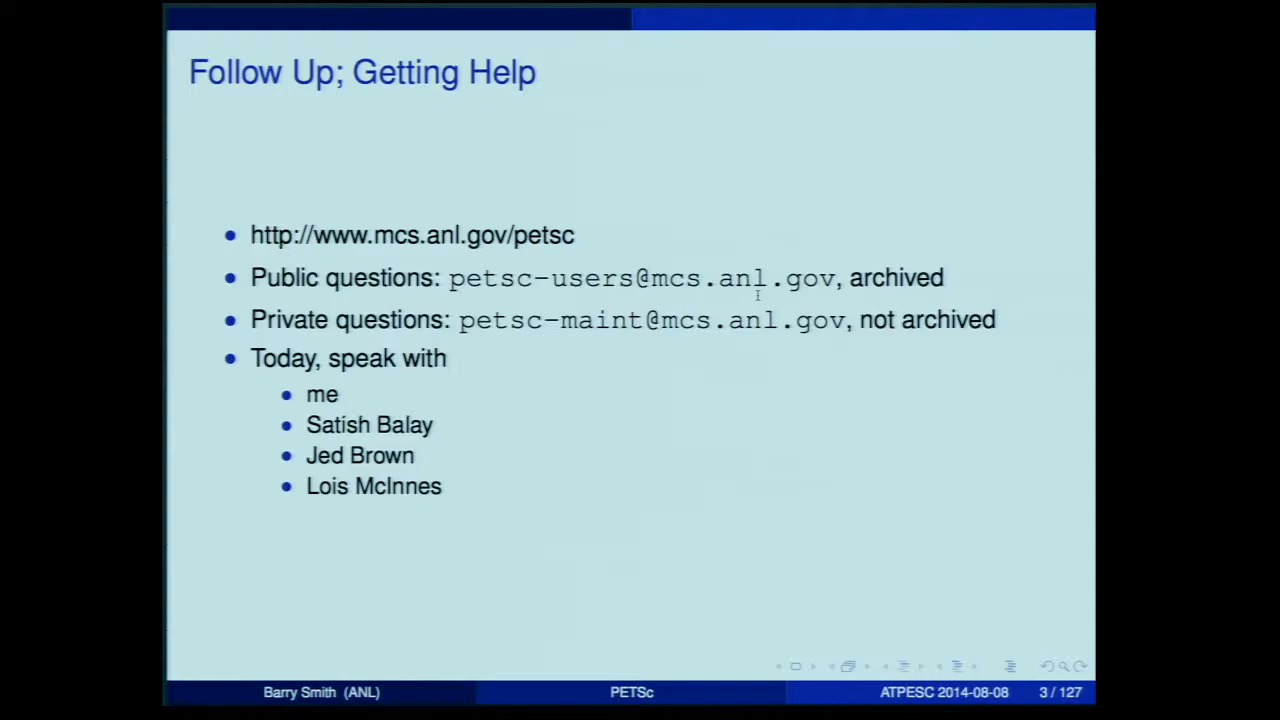 Follow Up; Getting Help
http://www.mcs.anl.gov/petsc
Public questions: petsc-users@mcs.anl.gov, archived
Private questions: petsc-maint@mcs.anl.gov, not archived
Today, speak with
me
Satish Balay
Jed Brown
Lois McInnes
Barry Smith (ANL) PETSc ATPESC 2014-08-08 3 / 127